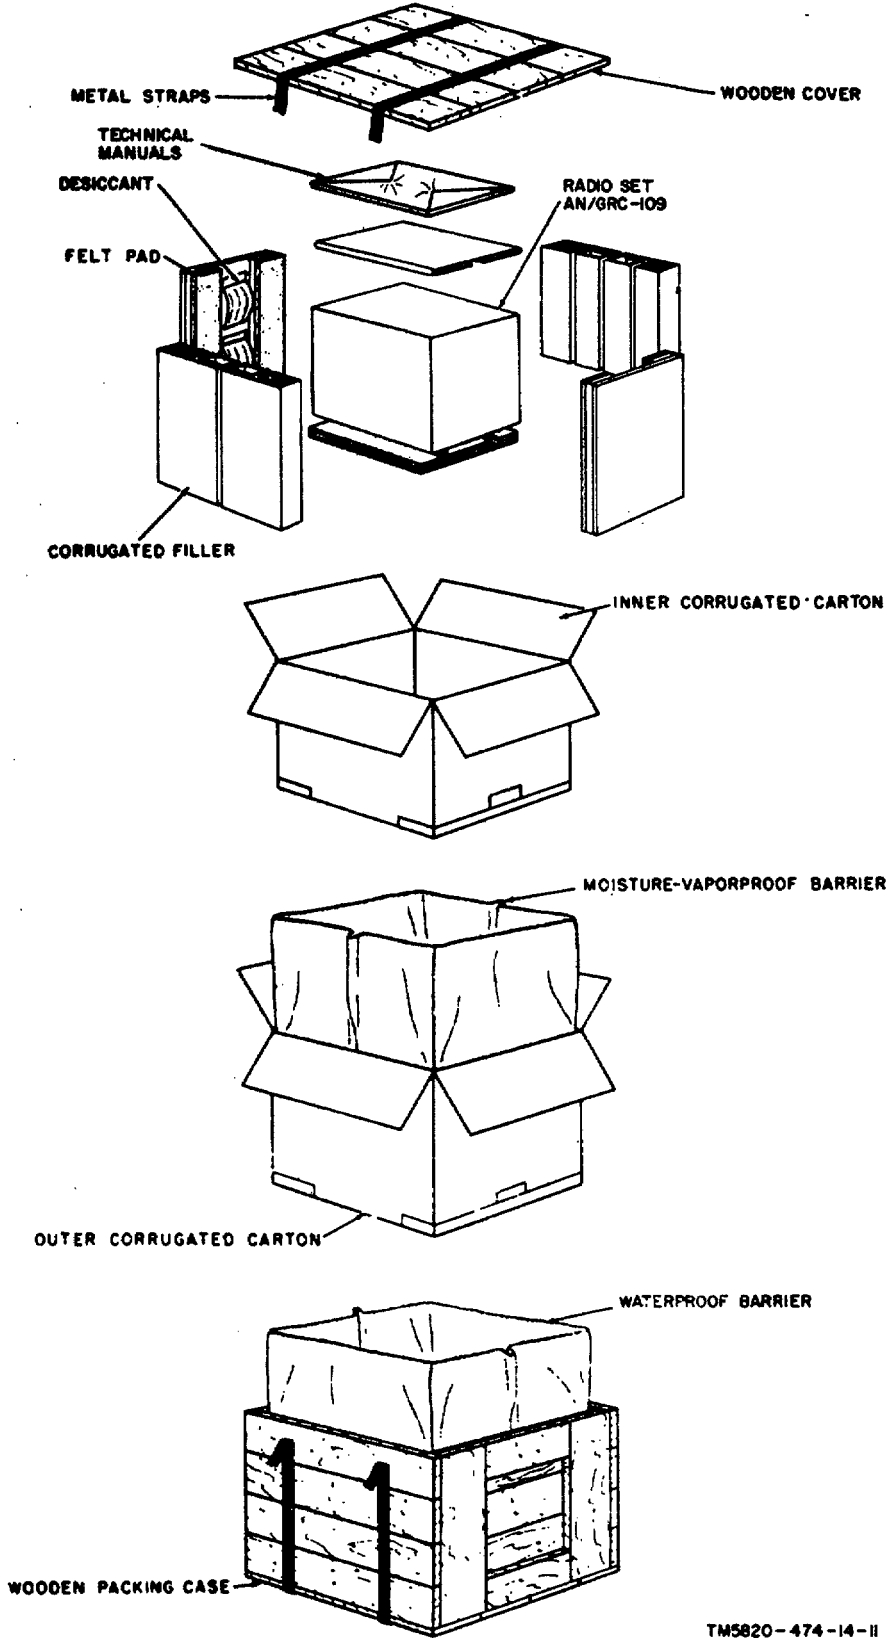 METAL STRAPS
WOODEN COVER
TECHNICAL
MANUALS
DESICCANT
RADIO SET
AN/GRC-109
FELT PAD
CORRUGATED FILLER
INNER CORRUGATED CARTON
MOISTURE-VAPORPROOF BARRIER
OUTER CORRUGATED CARTON
WATERPROOF BARRIER
WOODEN PACKING CASE
TM5820-474-14-11